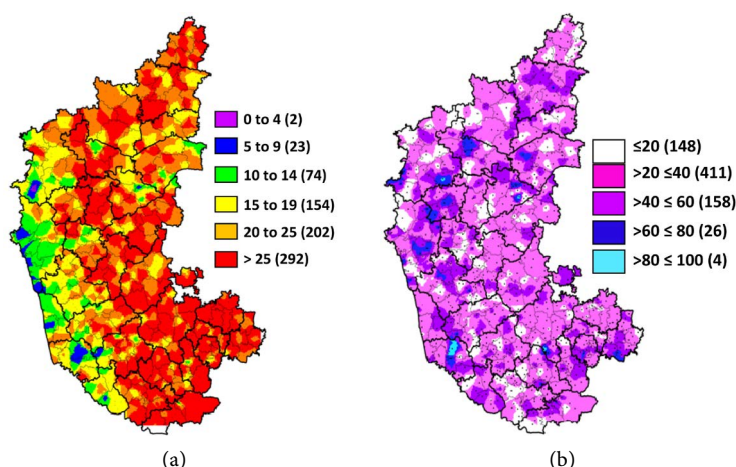 0 to 4 (2)
5 to 9 (23)
10 to 14 (74)
15 to 19 (154)
20 to 25 (202)
> 25 (292)
≤20 (148)
>20 ≤40 (411)
>40 ≤ 60 (158)
>60 ≤ 80 (26)
>80 ≤ 100 (4)
(a)
(b)